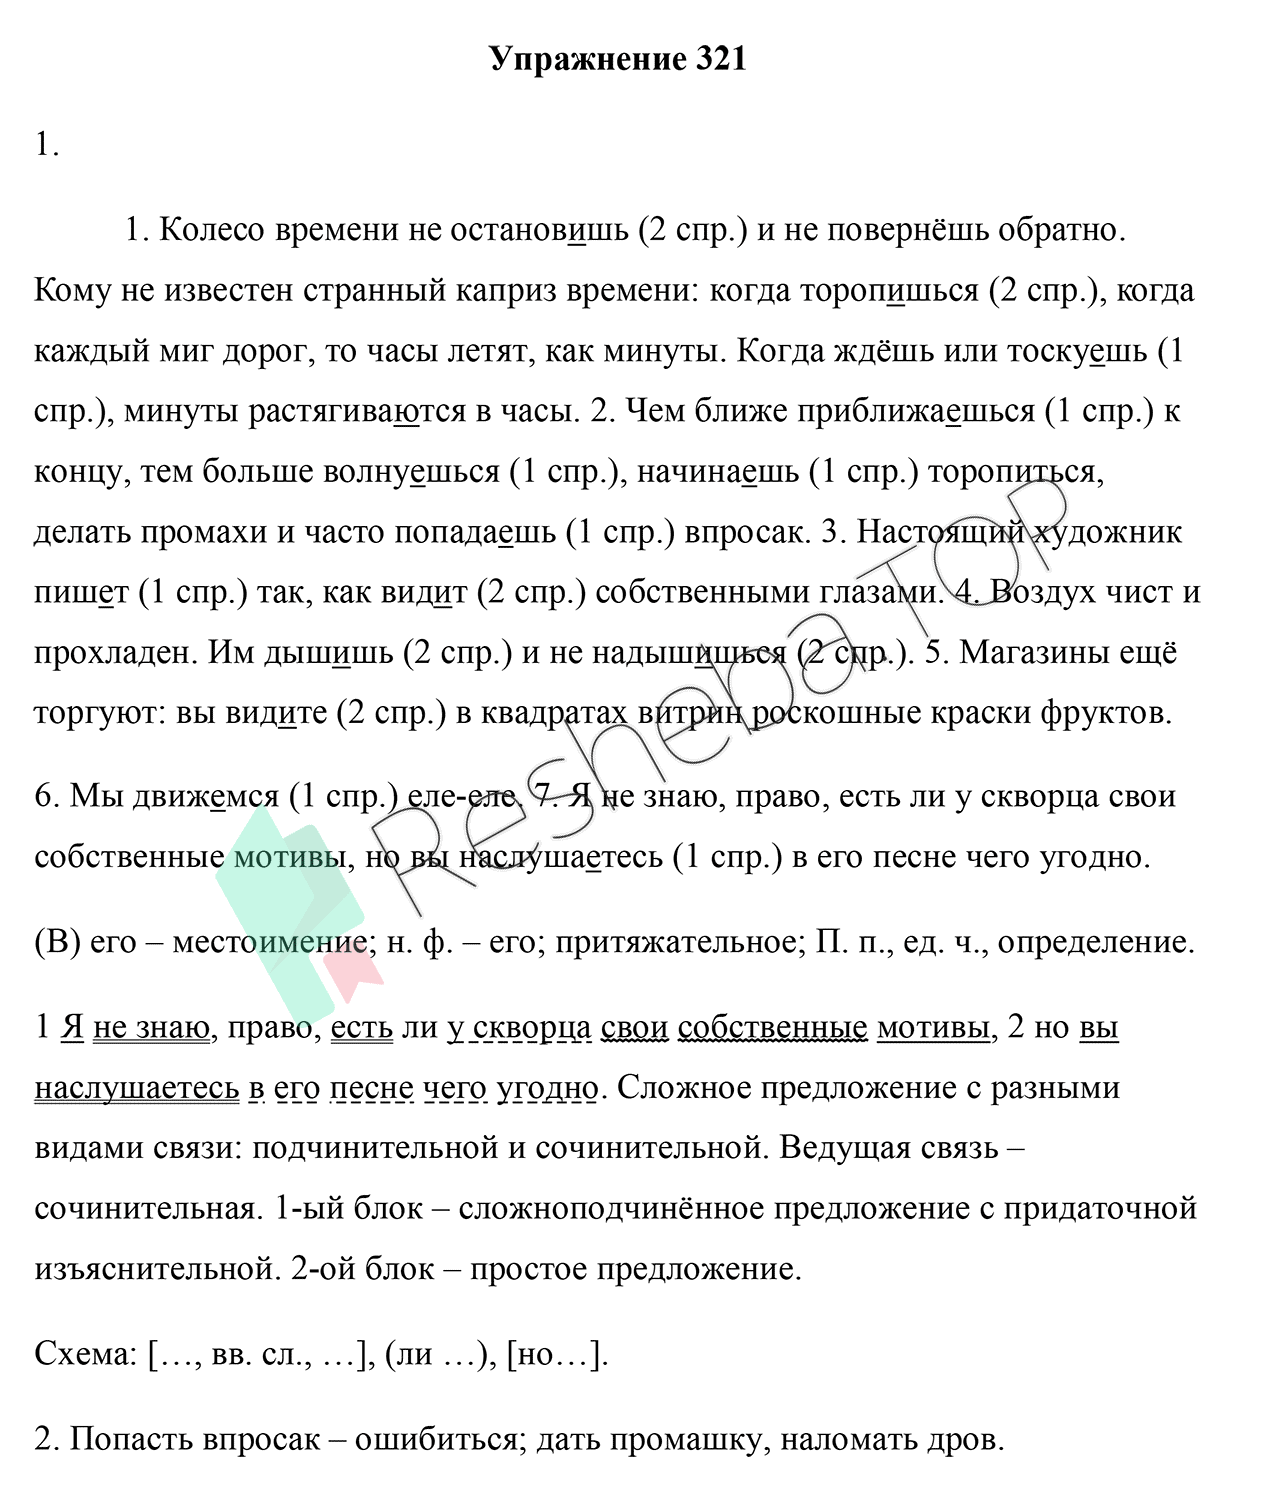 Упражнение 321
1.
1. Колесо времени не остановишь (2 спр.) и не повернёшь обратно.
Кому не известен странный каприз времени: когда торопишься (2 спр.), когда
каждый миг дорог, то часы летят, как минуты. Когда ждёшь или тоскуешь (1
спр.), минуты растягиваются в часы. 2. Чем ближе приближаешься (1 спр.) к
концу, тем больше волнуешься (1 спр.), начинаешь (1 спр.) торопиться,
делать промахи и часто попадаешь (1 спр.) впросак. 3. Настоящий художник
пишет (1 спр.) так, как видит (2 спр.) собственными глазами. 4. Воздух чист и
прохладен. Им дышишь (2 спр.) и не надышишься (2 спр.). 5. Магазины ещё
торгуют: вы видите (2 спр.) в квадратах витрин роскошные краски фруктов.
6. Мы движемся (1 спр.) еле-еле. 7. Я не знаю, право, есть ли у скворца свои
собственные мотивы, но вы наслушаетесь (1 спр.) в его песне чего угодно.
(В) его – местоимение; н. ф. – его; притяжательное; П. п., ед. ч., определение.
1 Я не знаю, право, есть ли у скворца свои собственные мотивы, 2 но вы
наслушаетесь в его песне чего угодно. Сложное предложение с разными
видами связи: подчинительной и сочинительной. Ведущая связь –
сочинительная. 1-ый блок – сложноподчинённое предложение с придаточной
изъяснительной. 2-ой блок – простое предложение.
Схема: […, вв. сл., …], (ли …), [но…].
2. Попасть впросак – ошибиться; дать промашку, наломать дров.
Resheba TOP